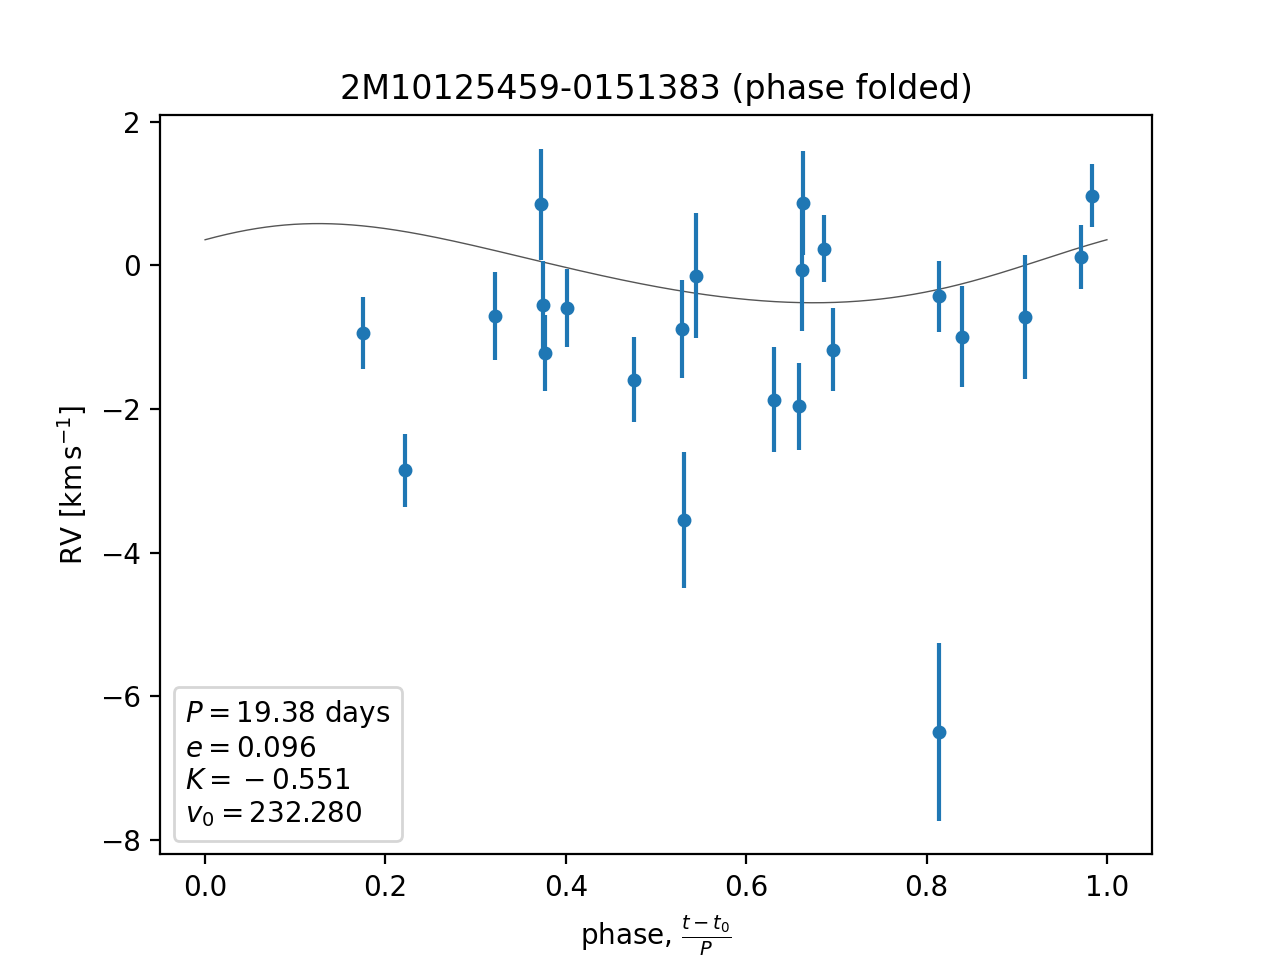 2M10125459-0151383 (phase folded)
2
0
−2
−4
−6
−8
RV [km s⁻¹]
P = 19.38 days
e = 0.096
K = −0.551
v₀ = 232.280
0.0 0.2 0.4 0.6 0.8 1.0
phase, (t − t₀)/P